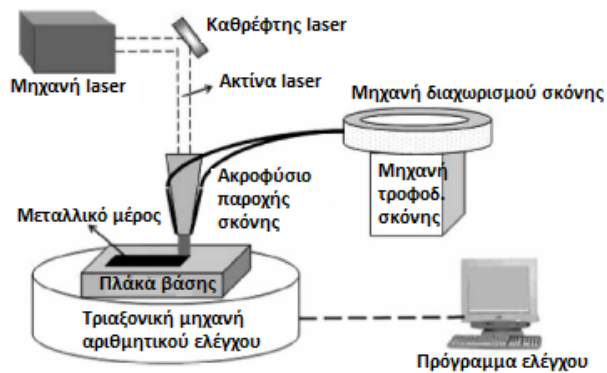 Καθρέφτης laser
Μηχανή laser
Ακτίνα laser
Μηχανή διαχωρισμού σκόνης
Ακροφύσιο
παροχής
σκόνης
Μηχανή
τροφοδ.
σκόνης
Μεταλλικό μέρος
Πλάκα βάσης
Τριαξονική μηχανή
αριθμητικού ελέγχου
Πρόγραμμα ελέγχου